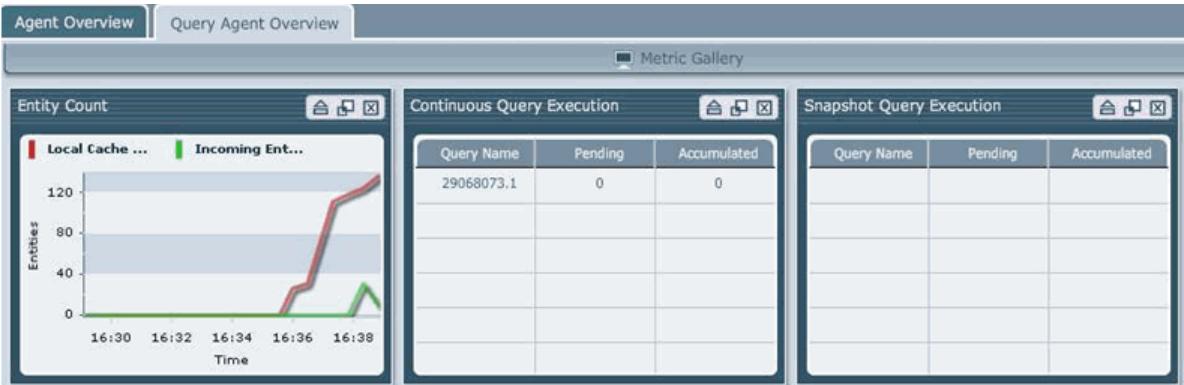 Agent Overview
Query Agent Overview
Metric Gallery
Entity Count
Local Cache ...
Incoming Ent...
Entities
120
80
40
0
16:30 16:32 16:34 16:36 16:38
Time
Continuous Query Execution
Query Name Pending Accumulated
29068073.1 0 0
Snapshot Query Execution
Query Name Pending Accumulated